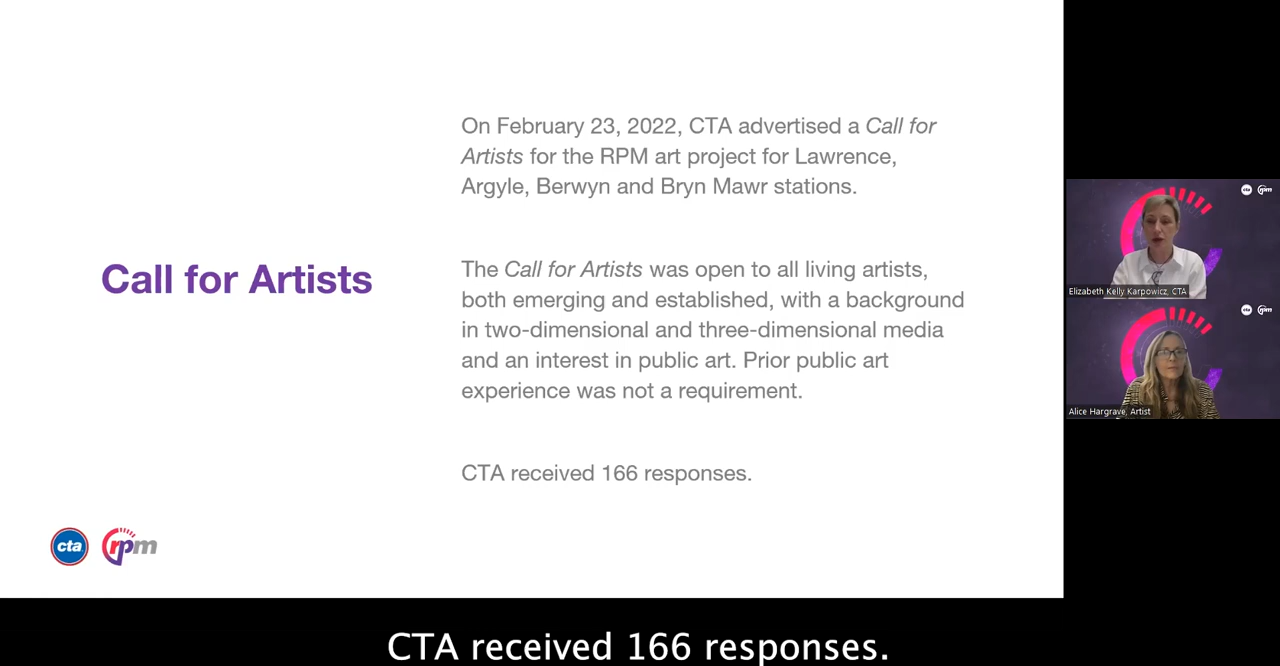 On February 23, 2022, CTA advertised a Call for
Artists for the RPM art project for Lawrence,
Argyle, Berwyn and Bryn Mawr stations.
Call for Artists
The Call for Artists was open to all living artists,
both emerging and established, with a background
in two-dimensional and three-dimensional media
and an interest in public art. Prior public art
experience was not a requirement.
CTA received 166 responses.
cta rpm
Elizabeth Kelly Karpowicz, CTA
Alice Hargrave, Artist
CTA received 166 responses.